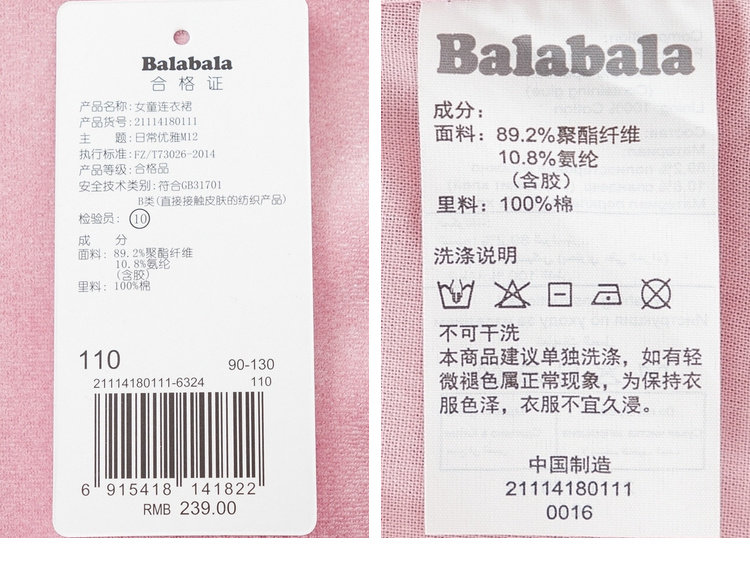 Balabala
合格证
产品名称:女童连衣裙
产品货号:21114180111
主　　题:日常优雅M12
执行标准:FZ/T73026-2014
产品等级:合格品
安全技术类别:符合GB31701
B类(直接接触皮肤的纺织产品)
检验员: 10
成　　分
面料: 89.2%聚酯纤维
10.8%氨纶
(含胶)
里料: 100%棉
110
90-130
21114180111-6324 110
6 915418 141822
RMB 239.00
Balabala
成分:
面料: 89.2%聚酯纤维
10.8%氨纶
(含胶)
里料: 100%棉
洗涤说明
不可干洗
本商品建议单独洗涤，如有轻
微褪色属正常现象，为保持衣
服色泽，衣服不宜久浸。
中国制造
21114180111
0016